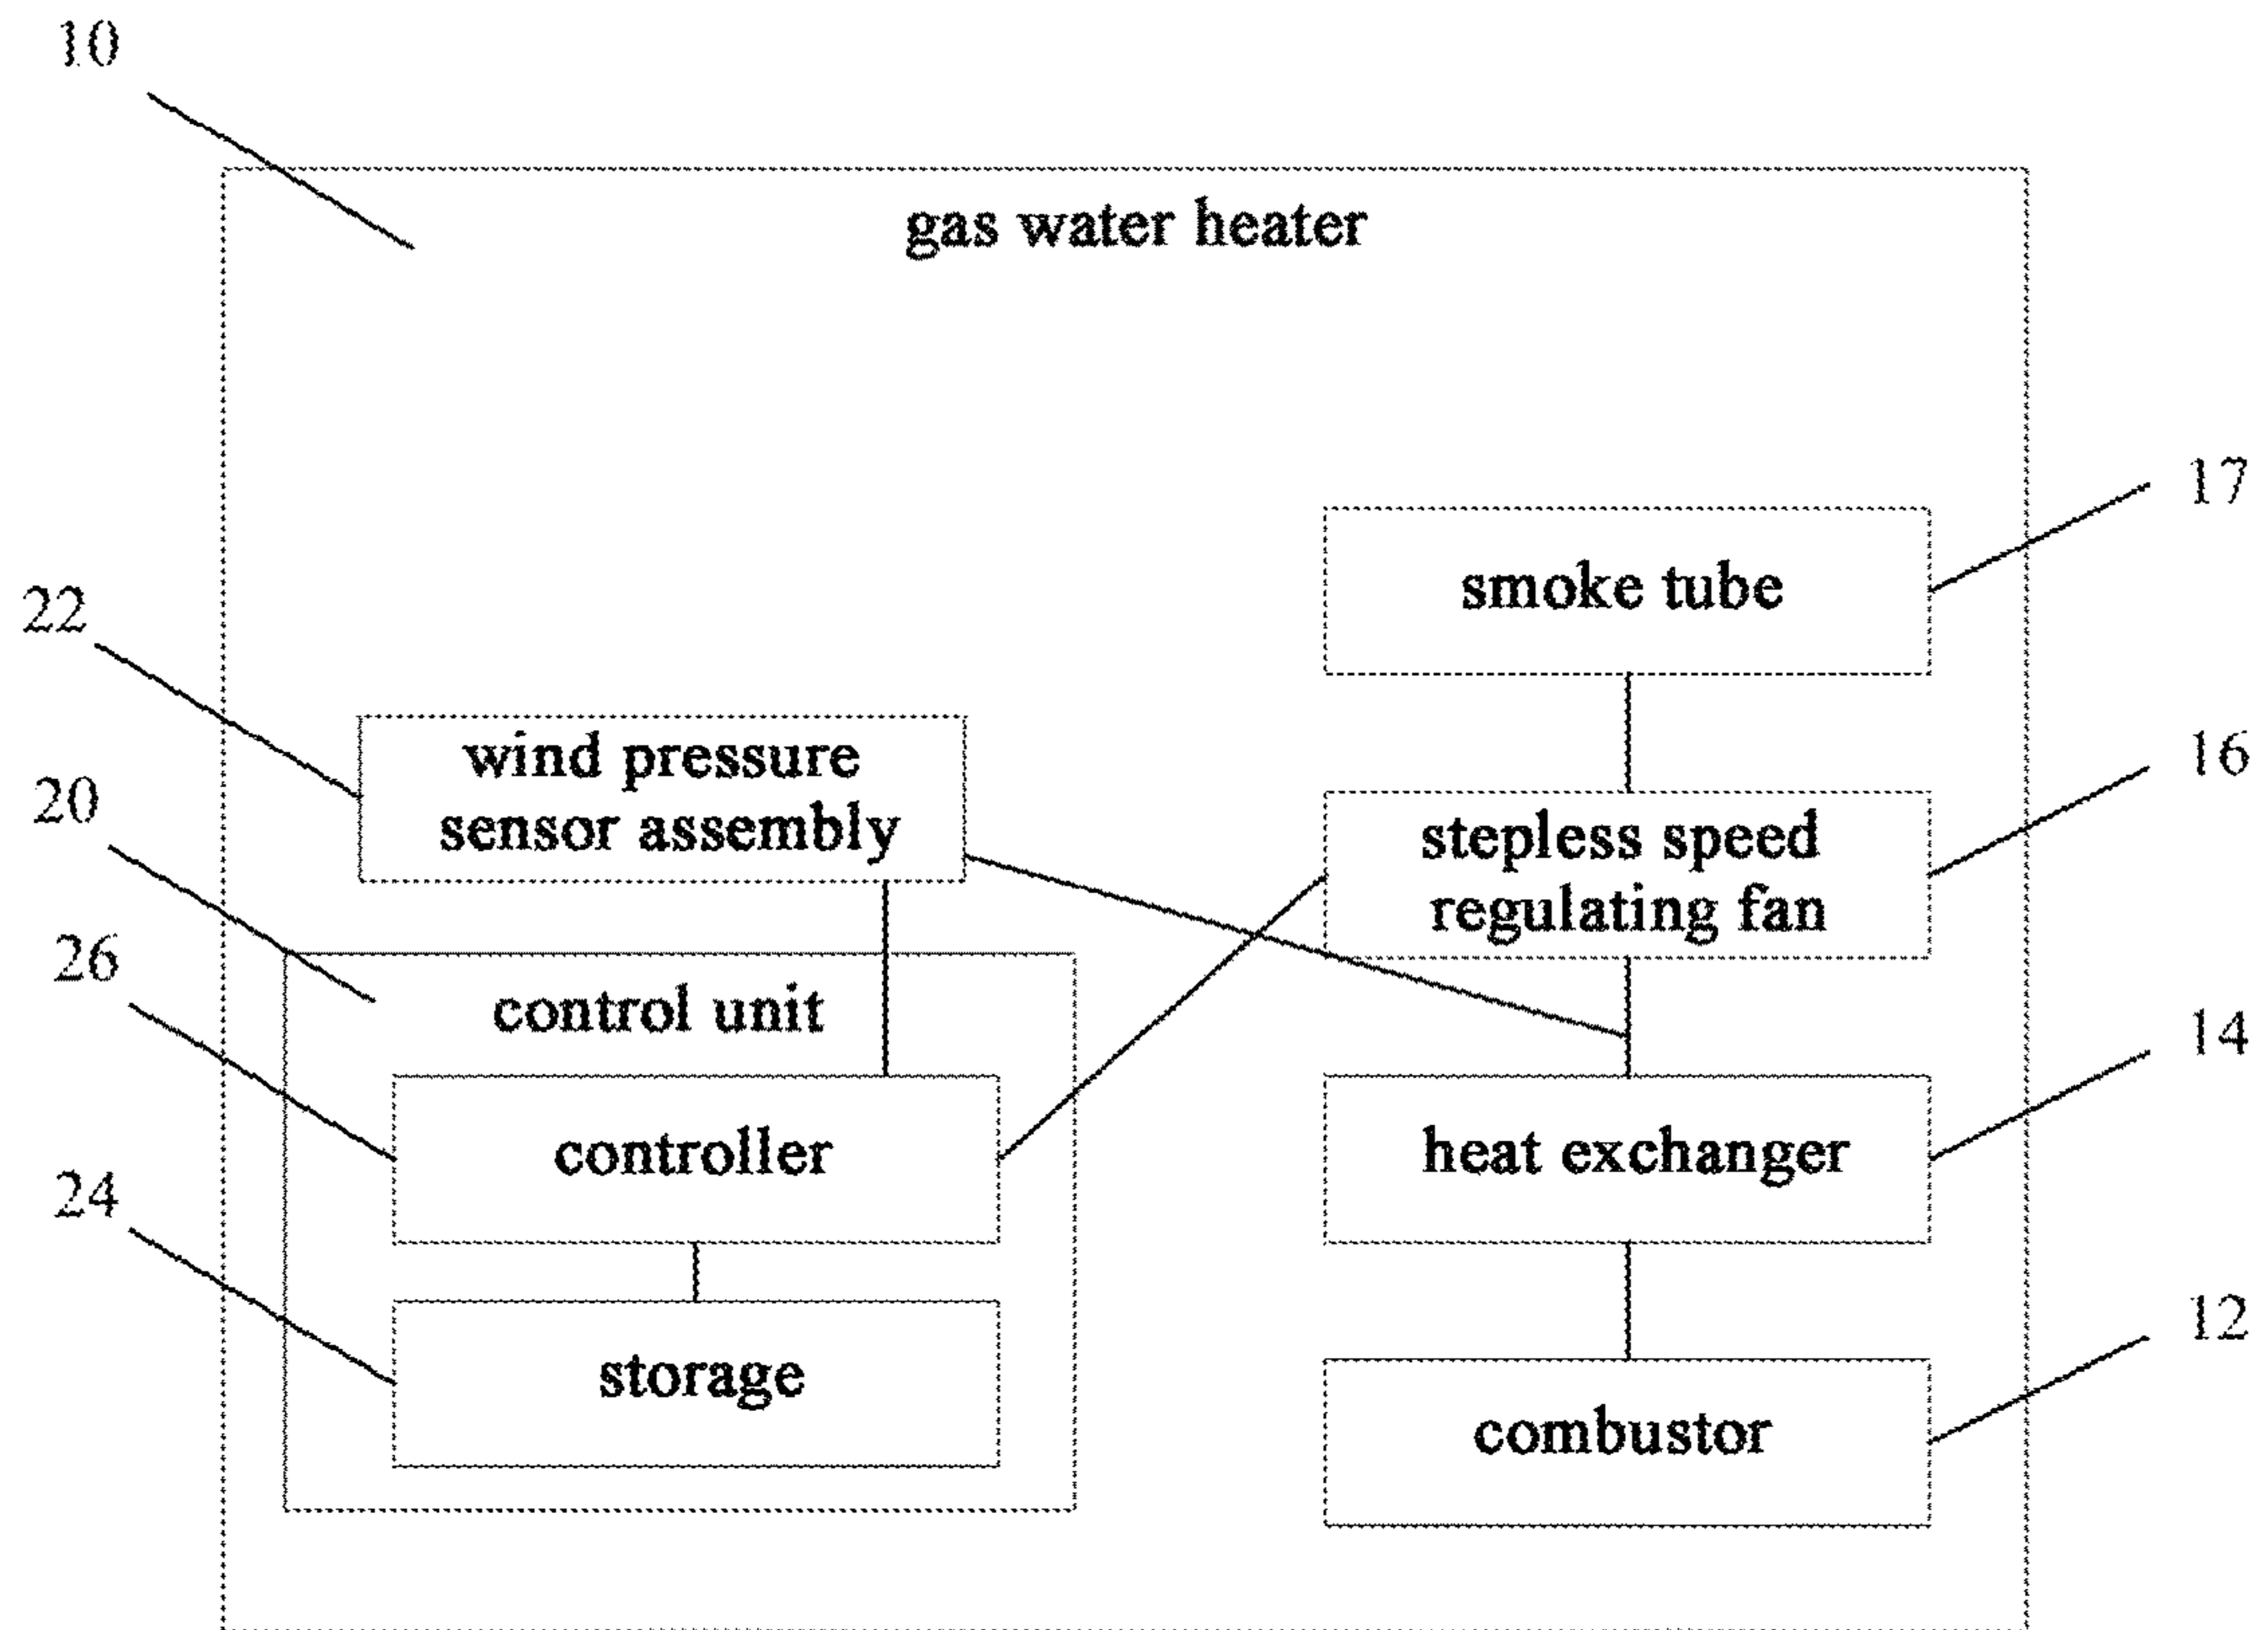 10
gas water heater
17
smoke tube
22
wind pressure
sensor assembly
16
stepless speed
regulating fan
20
control unit
26
controller
14
heat exchanger
24
storage
12
combustor